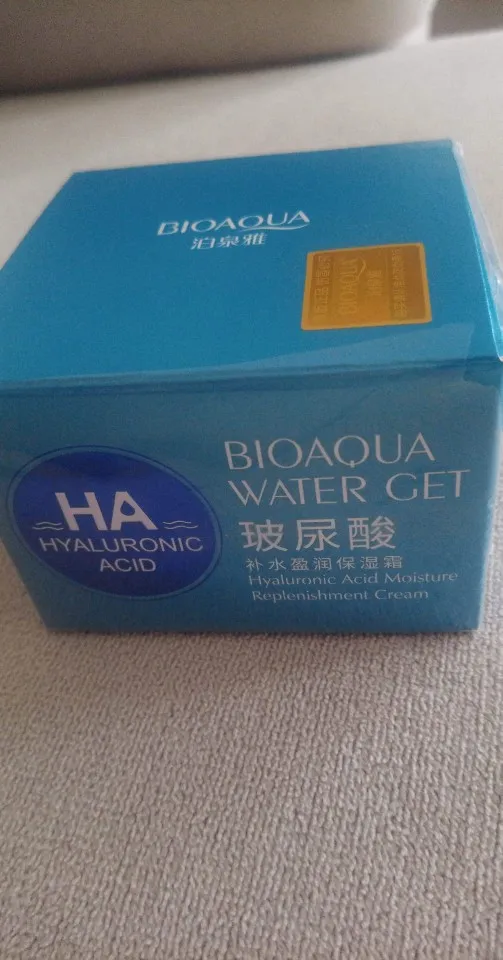 BIOAQUA
泊泉雅
BIOAQUA
BIOAQUA
WATER GET
玻尿酸
补水盈润保湿霜
Hyaluronic Acid Moisture
Replenishment Cream
HA
HYALURONIC
ACID